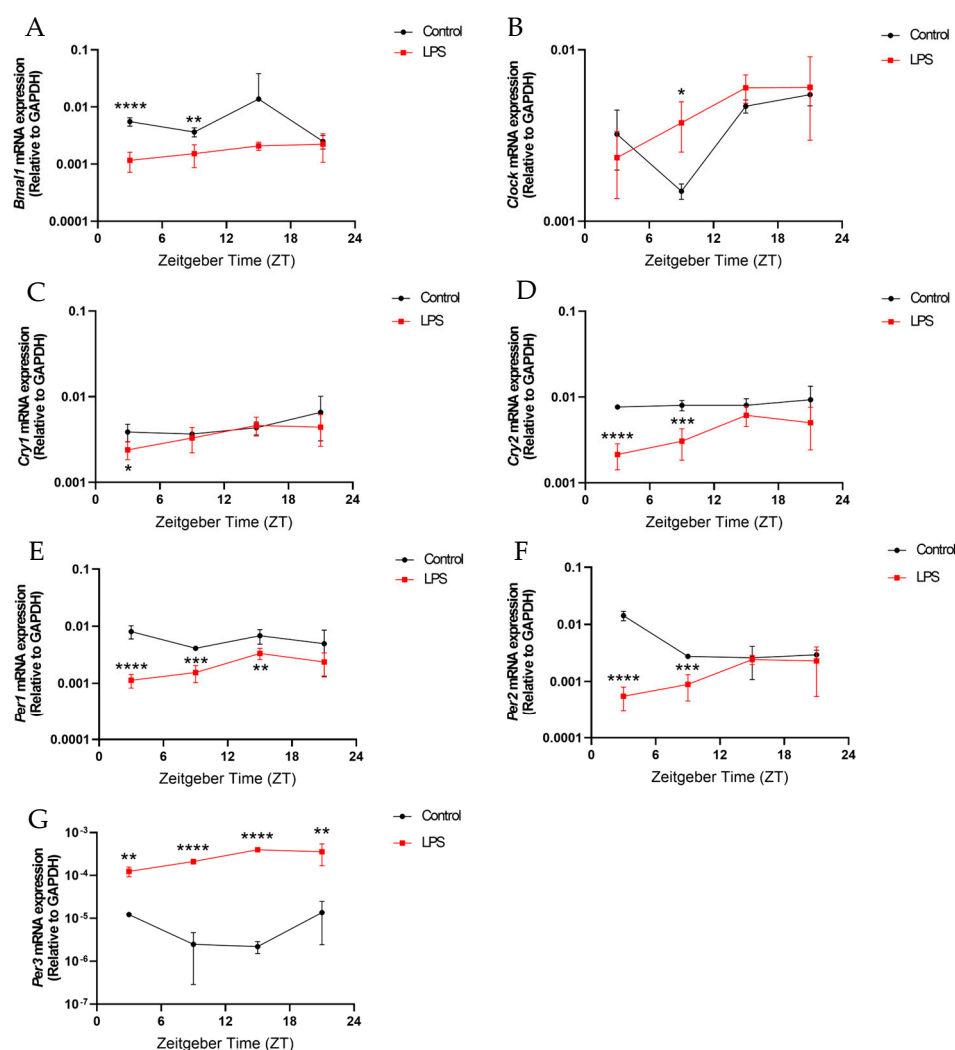 A
Control
LPS
Bmal1 mRNA expression
(Relative to GAPDH)
0.1
0.01
0.001
0.0001
****
**
0 6 12 18 24
Zeitgeber Time (ZT)
B
Control
LPS
Clock mRNA expression
(Relative to GAPDH)
0.01
0.001
*
0 6 12 18 24
Zeitgeber Time (ZT)
C
Control
LPS
Cry1 mRNA expression
(Relative to GAPDH)
0.1
0.01
0.001
*
0 6 12 18 24
Zeitgeber Time (ZT)
D
Control
LPS
Cry2 mRNA expression
(Relative to GAPDH)
0.1
0.01
0.001
****
***
0 6 12 18 24
Zeitgeber Time (ZT)
E
Control
LPS
Per1 mRNA expression
(Relative to GAPDH)
0.1
0.01
0.001
0.0001
****
***
**
0 6 12 18 24
Zeitgeber Time (ZT)
F
Control
LPS
Per2 mRNA expression
(Relative to GAPDH)
0.1
0.01
0.001
0.0001
****
***
0 6 12 18 24
Zeitgeber Time (ZT)
G
Control
LPS
Per3 mRNA expression
(Relative to GAPDH)
10⁻³
10⁻⁴
10⁻⁵
10⁻⁶
10⁻⁷
**
****
****
**
0 6 12 18 24
Zeitgeber Time (ZT)